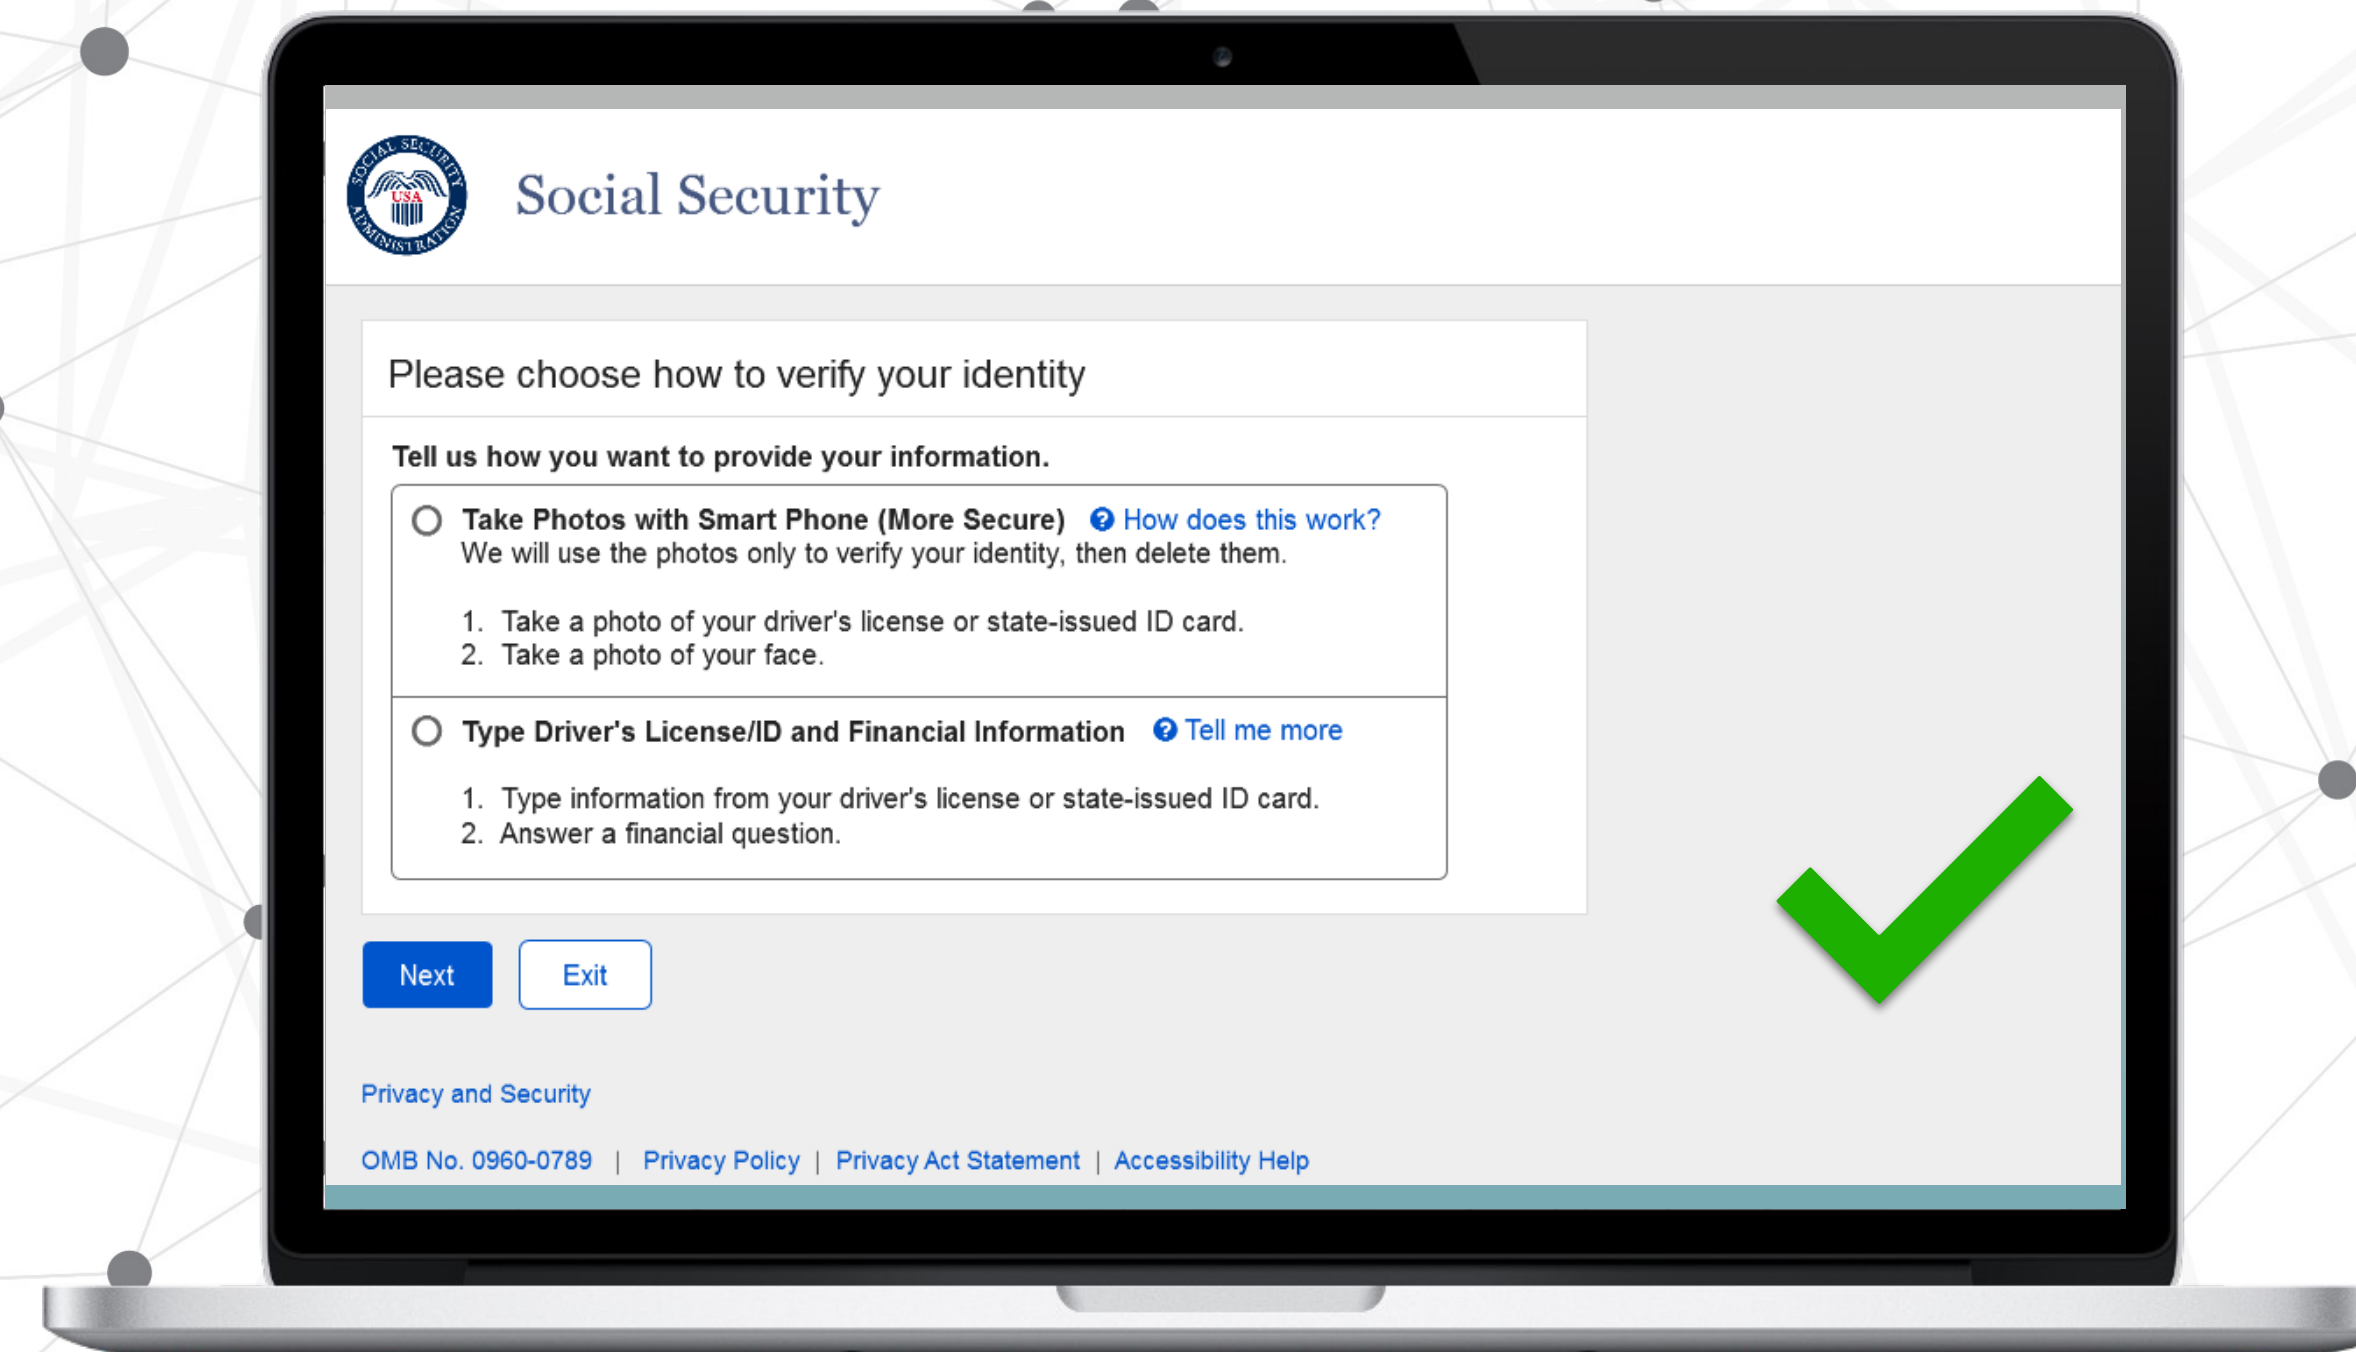 SOCIAL SECURITY
USA
ADMINISTRATION
Social Security
Please choose how to verify your identity
Tell us how you want to provide your information.
Take Photos with Smart Phone (More Secure) ? How does this work?
We will use the photos only to verify your identity, then delete them.
1. Take a photo of your driver's license or state-issued ID card.
2. Take a photo of your face.
Type Driver's License/ID and Financial Information ? Tell me more
1. Type information from your driver's license or state-issued ID card.
2. Answer a financial question.
Next Exit
Privacy and Security
OMB No. 0960-0789 | Privacy Policy | Privacy Act Statement | Accessibility Help